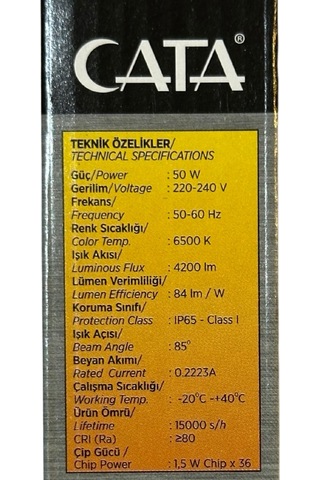 CATA®
TEKNİK ÖZELİKLER/
TECHNICAL SPECIFICATIONS
Güç/Power : 50 W
Gerilim/Voltage : 220-240 V
Frekans/
Frequency : 50-60 Hz
Renk Sıcaklığı/
Color Temp. : 6500 K
Işık Akısı/
Luminous Flux : 4200 lm
Lümen Verimliliği/
Lumen Efficiency : 84 lm / W
Koruma Sınıfı/
Protection Class : IP65 - Class I
Işık Açısı/
Beam Angle : 85°
Beyan Akımı/
Rated Current : 0.2223A
Çalışma Sıcaklığı/
Working Temp. : -20°C -+40°C
Ürün Ömrü/
Lifetime : 15000 s/h
CRI (Ra) : ≥80
Çip Gücü/
Chip Power : 1,5 W Chip x 36